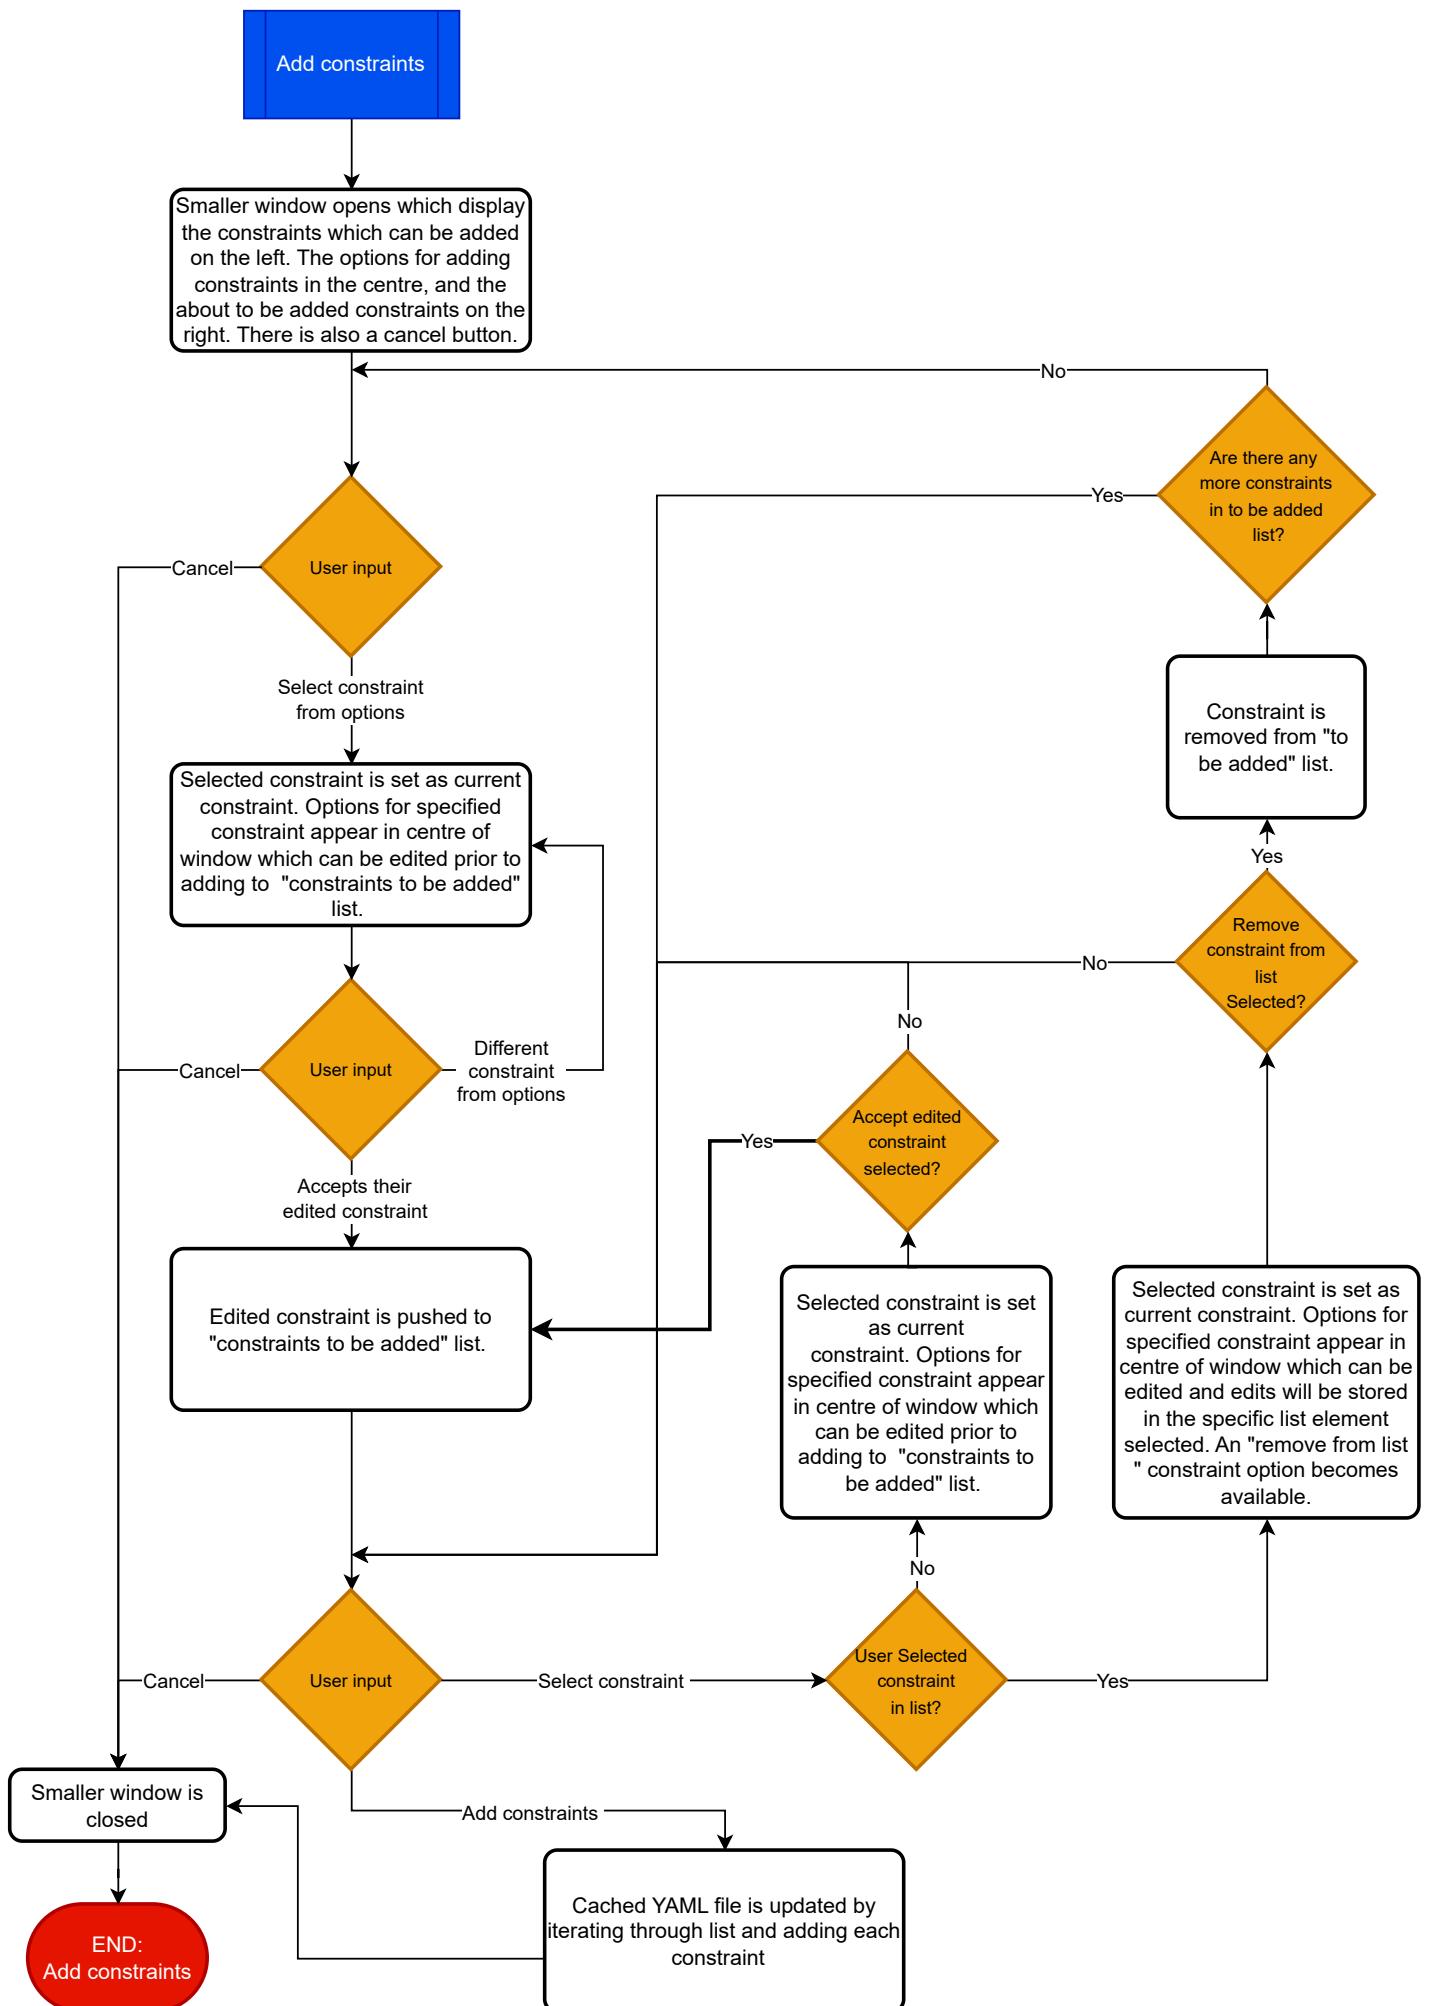 Add constraints
Smaller window opens which display
the constraints which can be added
on the left. The options for adding
constraints in the centre, and the
about to be added constraints on the
right. There is also a cancel button.
No
Are there any
more constraints
in to be added
list?
Yes
User input
Cancel
Select constraint
from options
Constraint is
removed from "to
be added" list.
Selected constraint is set as current
constraint. Options for specified
constraint appear in centre of
window which can be edited prior to
adding to  "constraints to be added"
list.
Yes
Remove
constraint from
list
Selected?
No
No
User input
Cancel
Different
constraint
from options
Accept edited
constraint
selected?
Yes
Accepts their
edited constraint
Edited constraint is pushed to
"constraints to be added" list.
Selected constraint is set
as current
constraint. Options for
specified constraint appear
in centre of window which
can be edited prior to
adding to  "constraints to
be added" list.
Selected constraint is set as
current constraint. Options for
specified constraint appear in
centre of window which can be
edited and edits will be stored
in the specific list element
selected. An "remove from list
" constraint option becomes
available.
No
User input
Cancel
Select constraint
User Selected
constraint
in list?
Yes
Smaller window is
closed
Add constraints
Cached YAML file is updated by
iterating through list and adding each
constraint
END:
Add constraints